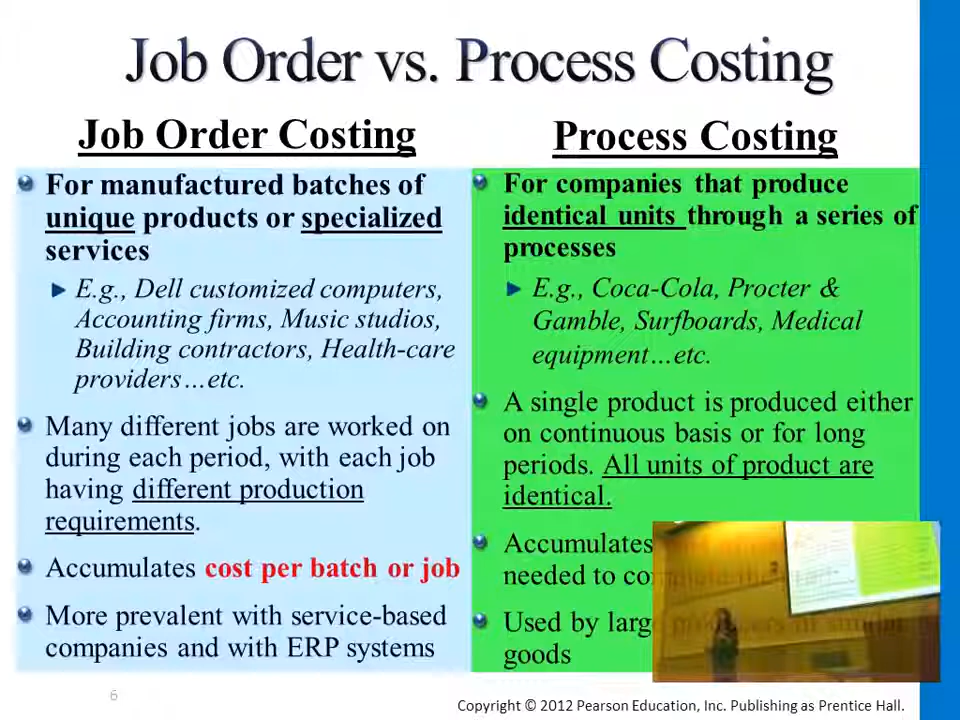 Job Order vs. Process Costing
Job Order Costing
For manufactured batches of
unique products or specialized
services
E.g., Dell customized computers,
Accounting firms, Music studios,
Building contractors, Health-care
providers…etc.
Many different jobs are worked on
during each period, with each job
having different production
requirements.
Accumulates cost per batch or job
More prevalent with service-based
companies and with ERP systems
Process Costing
For companies that produce
identical units through a series of
processes
E.g., Coca-Cola, Procter &
Gamble, Surfboards, Medical
equipment…etc.
A single product is produced either
on continuous basis or for long
periods. All units of product are
identical.
Accumulates
needed to
Used by large producers of similar
goods
6
Copyright © 2012 Pearson Education, Inc. Publishing as Prentice Hall.